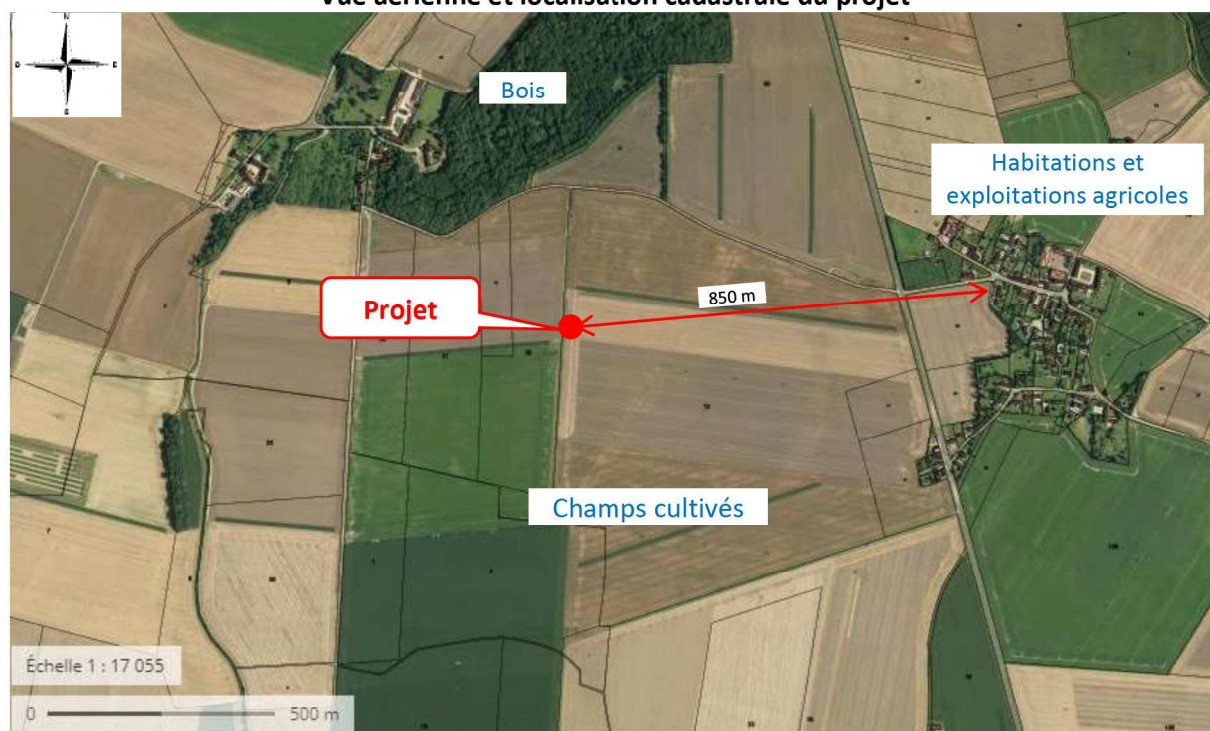 Vue aérienne et localisation cadastrale du projet
N
O
E
S
Bois
Habitations et
exploitations agricoles
850 m
Projet
Champs cultivés
Échelle 1 : 17 055
0
500 m